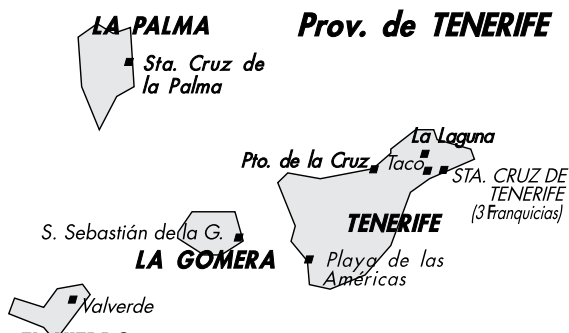 LA PALMA
Prov. de TENERIFE
Sta. Cruz de
la Palma
La Laguna
Pto. de la Cruz
Taco
STA. CRUZ DE
TENERIFE
(3 Franquicias)
TENERIFE
S. Sebastián de la G.
LA GOMERA
Playa de las
Américas
Valverde